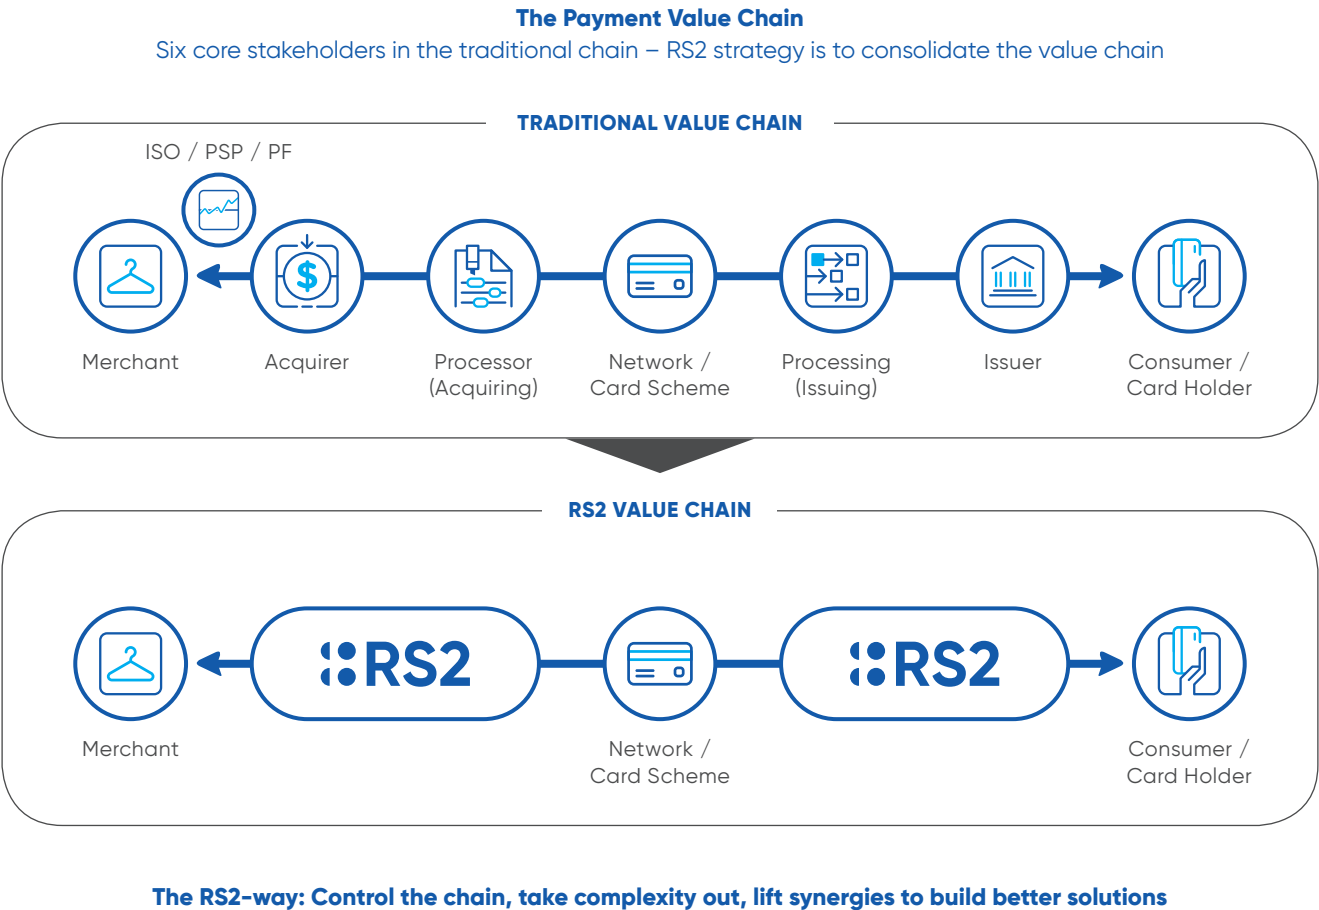 The Payment Value Chain
Six core stakeholders in the traditional chain – RS2 strategy is to consolidate the value chain
TRADITIONAL VALUE CHAIN
ISO / PSP / PF
$
Merchant
Acquirer
Processor
(Acquiring)
Network /
Card Scheme
Processing
(Issuing)
Issuer
Consumer /
Card Holder
RS2 VALUE CHAIN
RS2
RS2
Merchant
Network /
Card Scheme
Consumer /
Card Holder
The RS2-way: Control the chain, take complexity out, lift synergies to build better solutions